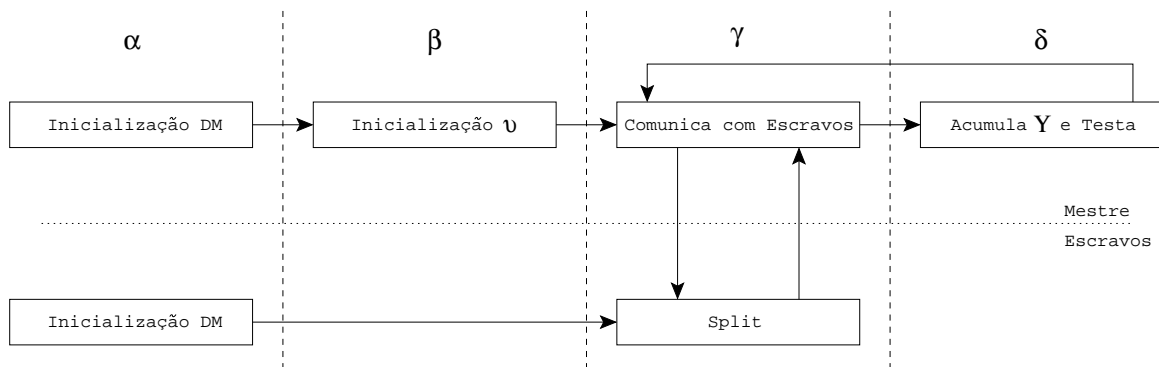 α β γ δ
Inicialização DM
Inicialização υ
Comunica com Escravos
Acumula Υ e Testa
Mestre
Escravos
Inicialização DM
Split